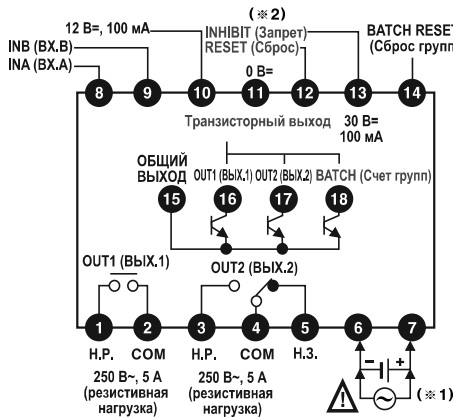 (※2)
12 В=, 100 мА
INHIBIT (Запрет)
BATCH RESET
INB (ВХ.В)
RESET (Сброс)
(Сброс групп
INA (ВХ.А)
0 В=
8 9 10 11 12 13 14
Транзисторный выход
30 В=
100 мА
ОБЩИЙ
ВЫХОД
OUT1 (ВЫХ.1) OUT2 (ВЫХ.2) BATCH (Счет групп)
15 16 17 18
OUT1 (ВЫХ.1)
OUT2 (ВЫХ.2)
1 2 3 4 5 6 7
Н.Р. COM Н.Р. COM Н.З.
- +
250 В~, 5 А
(резистивная
нагрузка)
250 В~, 5 А
(резистивная
нагрузка)
(※1)